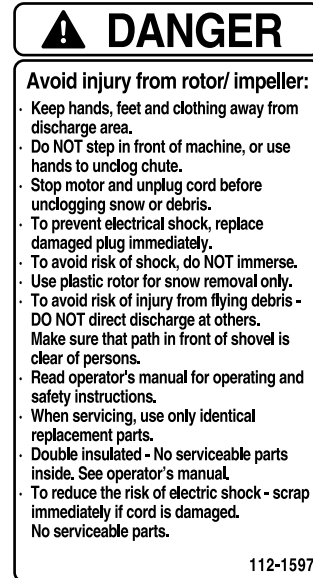 DANGER
Avoid injury from rotor/ impeller:
· Keep hands, feet and clothing away from
discharge area.
· Do NOT step in front of machine, or use
hands to unclog chute.
· Stop motor and unplug cord before
unclogging snow or debris.
· To prevent electrical shock, replace
damaged plug immediately.
· To avoid risk of shock, do NOT immerse.
· Use plastic rotor for snow removal only.
· To avoid risk of injury from flying debris -
DO NOT direct discharge at others.
Make sure that path in front of shovel is
clear of persons.
· Read operator's manual for operating and
safety instructions.
· When servicing, use only identical
replacement parts.
· Double insulated - No serviceable parts
inside. See operator's manual.
· To reduce the risk of electric shock - scrap
immediately if cord is damaged.
No serviceable parts.
112-1597